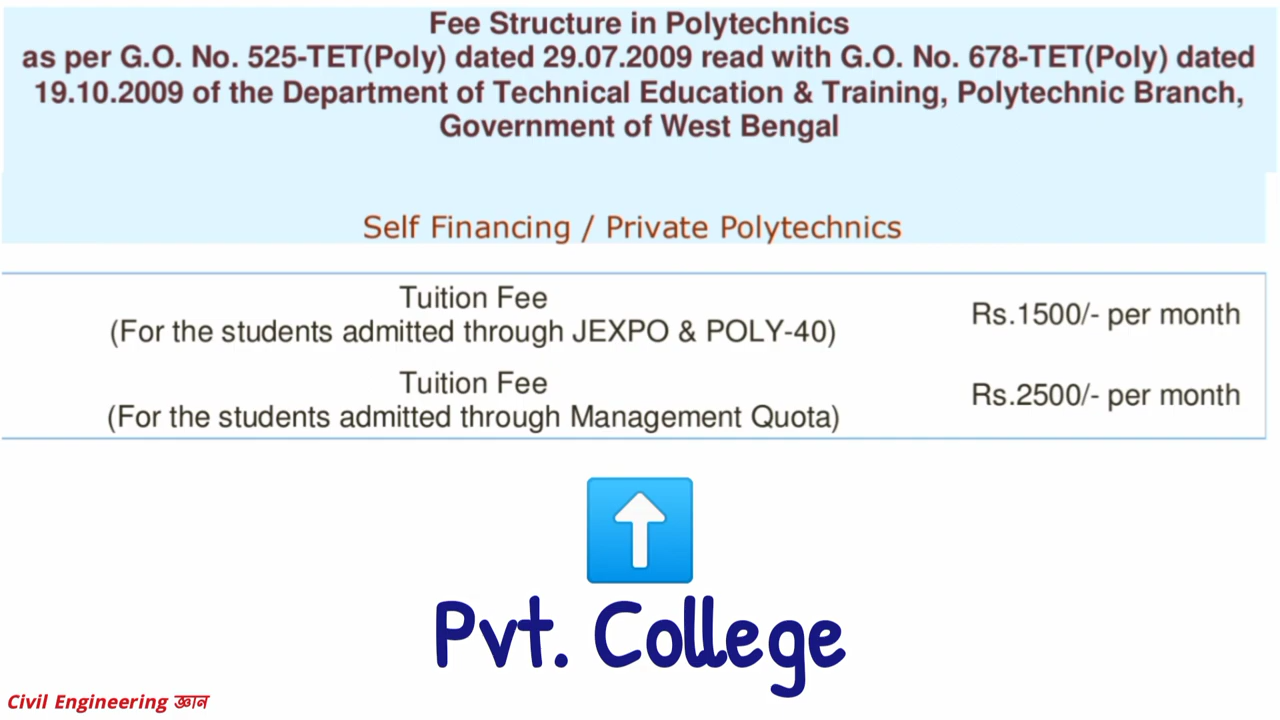 Fee Structure in Polytechnics
as per G.O. No. 525-TET(Poly) dated 29.07.2009 read with G.O. No. 678-TET(Poly) dated
19.10.2009 of the Department of Technical Education & Training, Polytechnic Branch,
Government of West Bengal
Self Financing / Private Polytechnics
Tuition Fee
(For the students admitted through JEXPO & POLY-40)
Rs.1500/- per month
Tuition Fee
(For the students admitted through Management Quota)
Rs.2500/- per month
Pvt. College
Civil Engineering জ্ঞান